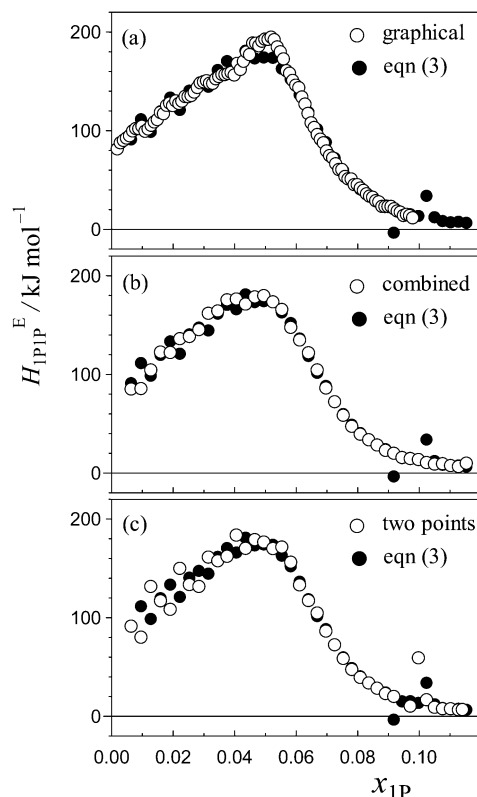 (a)
graphical
eqn (3)
200
100
0
(b)
combined
eqn (3)
200
100
0
(c)
two points
eqn (3)
200
100
0
H1P1P^E / kJ mol−1
0.00 0.02 0.04 0.06 0.08 0.10
x1P